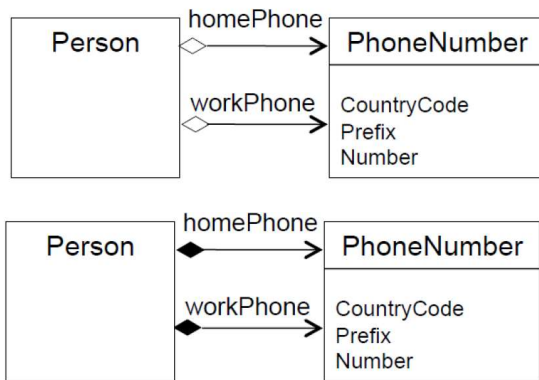 homePhone
Person
PhoneNumber
workPhone
CountryCode
Prefix
Number
homePhone
Person
PhoneNumber
workPhone
CountryCode
Prefix
Number